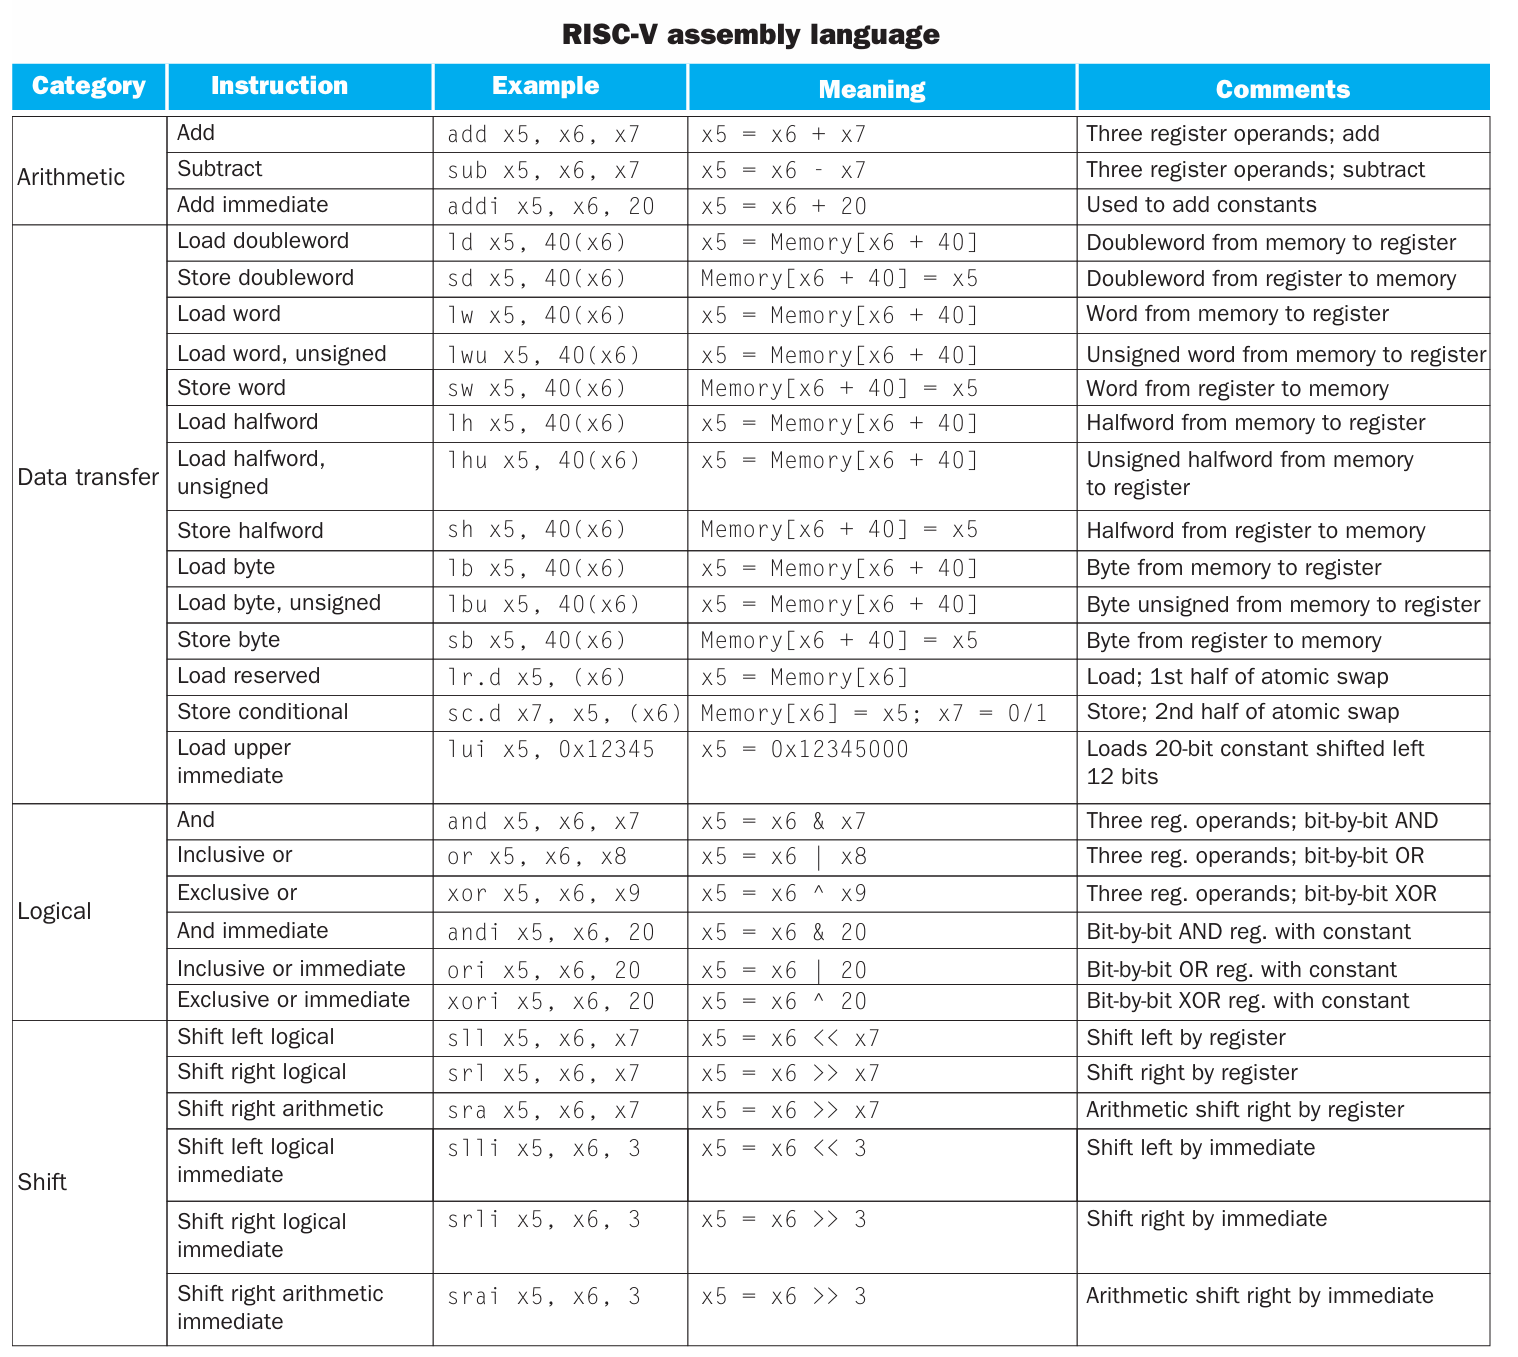 RISC-V assembly language
Category Instruction Example Meaning Comments
Arithmetic
Add add x5, x6, x7 x5 = x6 + x7 Three register operands; add
Subtract sub x5, x6, x7 x5 = x6 - x7 Three register operands; subtract
Add immediate addi x5, x6, 20 x5 = x6 + 20 Used to add constants
Data transfer
Load doubleword ld x5, 40(x6) x5 = Memory[x6 + 40] Doubleword from memory to register
Store doubleword sd x5, 40(x6) Memory[x6 + 40] = x5 Doubleword from register to memory
Load word lw x5, 40(x6) x5 = Memory[x6 + 40] Word from memory to register
Load word, unsigned lwu x5, 40(x6) x5 = Memory[x6 + 40] Unsigned word from memory to register
Store word sw x5, 40(x6) Memory[x6 + 40] = x5 Word from register to memory
Load halfword lh x5, 40(x6) x5 = Memory[x6 + 40] Halfword from memory to register
Load halfword, lhu x5, 40(x6) x5 = Memory[x6 + 40] Unsigned halfword from memory
unsigned to register
Store halfword sh x5, 40(x6) Memory[x6 + 40] = x5 Halfword from register to memory
Load byte lb x5, 40(x6) x5 = Memory[x6 + 40] Byte from memory to register
Load byte, unsigned lbu x5, 40(x6) x5 = Memory[x6 + 40] Byte unsigned from memory to register
Store byte sb x5, 40(x6) Memory[x6 + 40] = x5 Byte from register to memory
Load reserved lr.d x5, (x6) x5 = Memory[x6] Load; 1st half of atomic swap
Store conditional sc.d x7, x5, (x6) Memory[x6] = x5; x7 = 0/1 Store; 2nd half of atomic swap
Load upper lui x5, 0x12345 x5 = 0x12345000 Loads 20-bit constant shifted left
immediate 12 bits
Logical
And and x5, x6, x7 x5 = x6 & x7 Three reg. operands; bit-by-bit AND
Inclusive or or x5, x6, x8 x5 = x6 | x8 Three reg. operands; bit-by-bit OR
Exclusive or xor x5, x6, x9 x5 = x6 ^ x9 Three reg. operands; bit-by-bit XOR
And immediate andi x5, x6, 20 x5 = x6 & 20 Bit-by-bit AND reg. with constant
Inclusive or immediate ori x5, x6, 20 x5 = x6 | 20 Bit-by-bit OR reg. with constant
Exclusive or immediate xori x5, x6, 20 x5 = x6 ^ 20 Bit-by-bit XOR reg. with constant
Shift
Shift left logical sll x5, x6, x7 x5 = x6 << x7 Shift left by register
Shift right logical srl x5, x6, x7 x5 = x6 >> x7 Shift right by register
Shift right arithmetic sra x5, x6, x7 x5 = x6 >> x7 Arithmetic shift right by register
Shift left logical slli x5, x6, 3 x5 = x6 << 3 Shift left by immediate
immediate
Shift right logical srli x5, x6, 3 x5 = x6 >> 3 Shift right by immediate
immediate
Shift right arithmetic srai x5, x6, 3 x5 = x6 >> 3 Arithmetic shift right by immediate
immediate